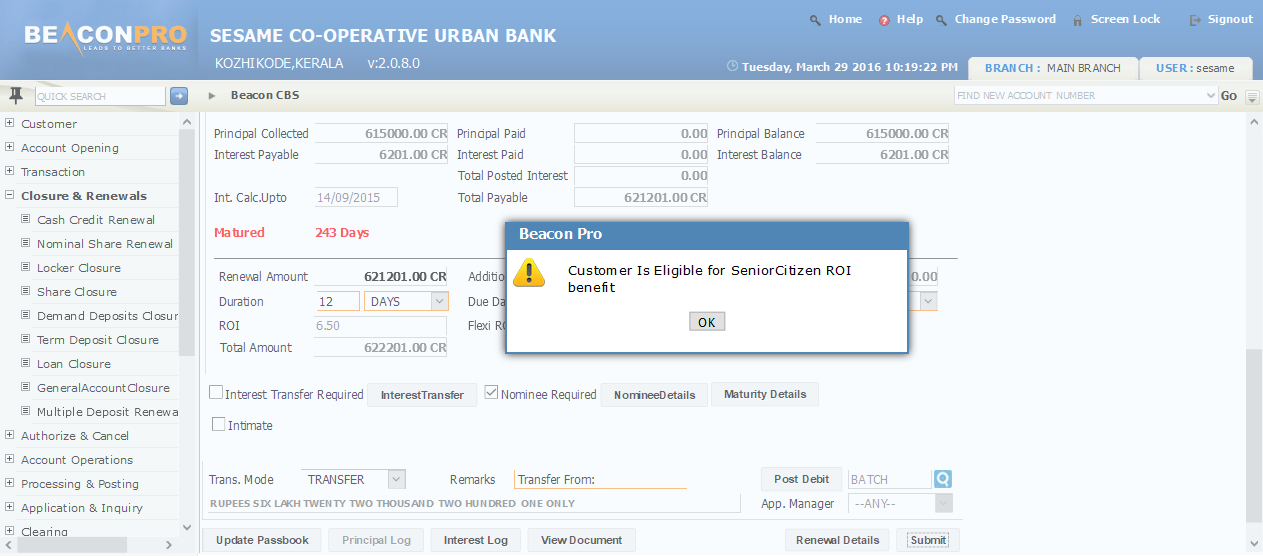 BEACONPRO
LEADS TO BETTER BANKS
SESAME CO-OPERATIVE URBAN BANK
KOZHIKODE,KERALA v:2.0.8.0
Home Help Change Password Screen Lock Signout
Tuesday, March 29 2016 10:19:22 PM BRANCH : MAIN BRANCH USER : sesame
QUICK SEARCH Beacon CBS FIND NEW ACCOUNT NUMBER Go
Customer
Account Opening
Transaction
Closure & Renewals
Cash Credit Renewal
Nominal Share Renewal
Locker Closure
Share Closure
Demand Deposits Closur
Term Deposit Closure
Loan Closure
GeneralAccountClosure
Multiple Deposit Renewa
Authorize & Cancel
Account Operations
Processing & Posting
Application & Inquiry
Clearing
Principal Collected 615000.00 CR Principal Paid 0.00 Principal Balance 615000.00 CR
Interest Payable 6201.00 CR Interest Paid 0.00 Interest Balance 6201.00 CR
Total Posted Interest 0.00
Int. Calc.Upto 14/09/2015 Total Payable 621201.00 CR
Matured 243 Days
Beacon Pro
Customer Is Eligible for SeniorCitizen ROI
benefit
OK
Renewal Amount 621201.00 CR Additio 0.00
Duration 12 DAYS Due Da
ROI 6.50 Flexi RO
Total Amount 622201.00 CR
Interest Transfer Required InterestTransfer Nominee Required NomineeDetails Maturity Details
Intimate
Trans. Mode TRANSFER Remarks Transfer From: Post Debit BATCH
RUPEES SIX LAKH TWENTY TWO THOUSAND TWO HUNDRED ONE ONLY App. Manager --ANY--
Update Passbook Principal Log Interest Log View Document Renewal Details Submit